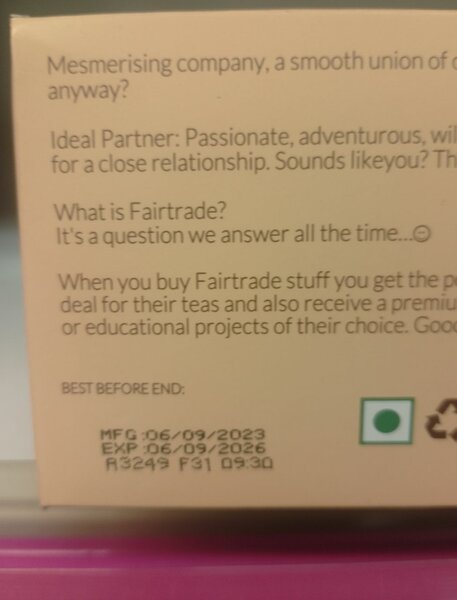 Mesmerising company, a smooth union of
anyway?
Ideal Partner: Passionate, adventurous,
for a close relationship. Sounds likeyou?
What is Fairtrade?
It's a question we answer all the time...
When you buy Fairtrade stuff you get the
deal for their teas and also receive a
or educational projects of their choice.
BEST BEFORE END:
MFG :06/09/2023
EXP :06/09/2026
R3249 F31 09:30